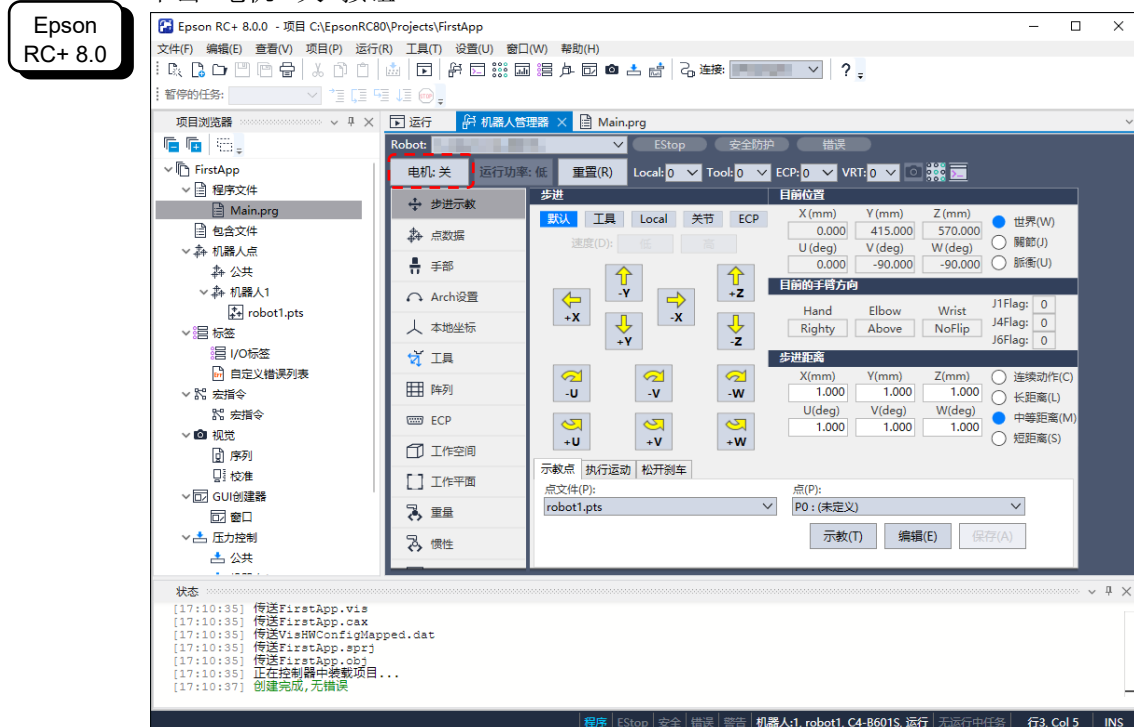 Epson
RC+ 8.0
Epson RC+ 8.0.0 - 项目 C:\EpsonRC80\Projects\FirstApp
文件(F) 编辑(E) 查看(V) 项目(P) 运行(R) 工具(T) 设置(U) 窗口(W) 帮助(H)
连接:
暂停的任务:
项目浏览器
FirstApp
程序文件
Main.prg
包含文件
机器人点
公共
机器人1
robot1.pts
标签
I/O标签
自定义错误列表
宏指令
宏指令
视觉
序列
校准
GUI创建器
窗口
压力控制
公共
运行 机器人管理器 Main.prg
Robot: EStop 安全防护 错误
电机: 关 运行功率: 低 重置(R) Local: 0 Tool: 0 ECP: 0 VRT: 0
步进示教
点数据
手部
Arch设置
本地坐标
工具
阵列
ECP
工作空间
工作平面
重量
惯性
步进
默认 工具 Local 关节 ECP
速度(D): 低 高
-Y +Z
+X -X
+Y -Z
-U -V -W
+U +V +W
目前位置
X (mm) Y (mm) Z (mm)
0.000 415.000 570.000
U (deg) V (deg) W (deg)
0.000 -90.000 -90.000
世界(W)
關節(J)
脈衝(U)
目前的手臂方向
Hand Elbow Wrist
Righty Above NoFlip
J1Flag: 0
J4Flag: 0
J6Flag: 0
步进距离
X(mm) Y(mm) Z(mm)
1.000 1.000 1.000
U(deg) V(deg) W(deg)
1.000 1.000 1.000
连续动作(C)
长距离(L)
中等距离(M)
短距离(S)
示教点 执行运动 松开刹车
点文件(P): 点(P):
robot1.pts P0 : (未定义)
示教(T) 编辑(E) 保存(A)
状态
[17:10:35] 传送FirstApp.vis
[17:10:35] 传送FirstApp.cax
[17:10:35] 传送VisHWConfigMapped.dat
[17:10:35] 传送FirstApp.sprj
[17:10:35] 传送FirstApp.obj
[17:10:35] 正在控制器中装载项目...
[17:10:37] 创建完成,无错误
程序 EStop 安全 错误 警告 机器人:1, robot1, C4-B601S, 运行 无运行中任务 行3, Col 5 INS